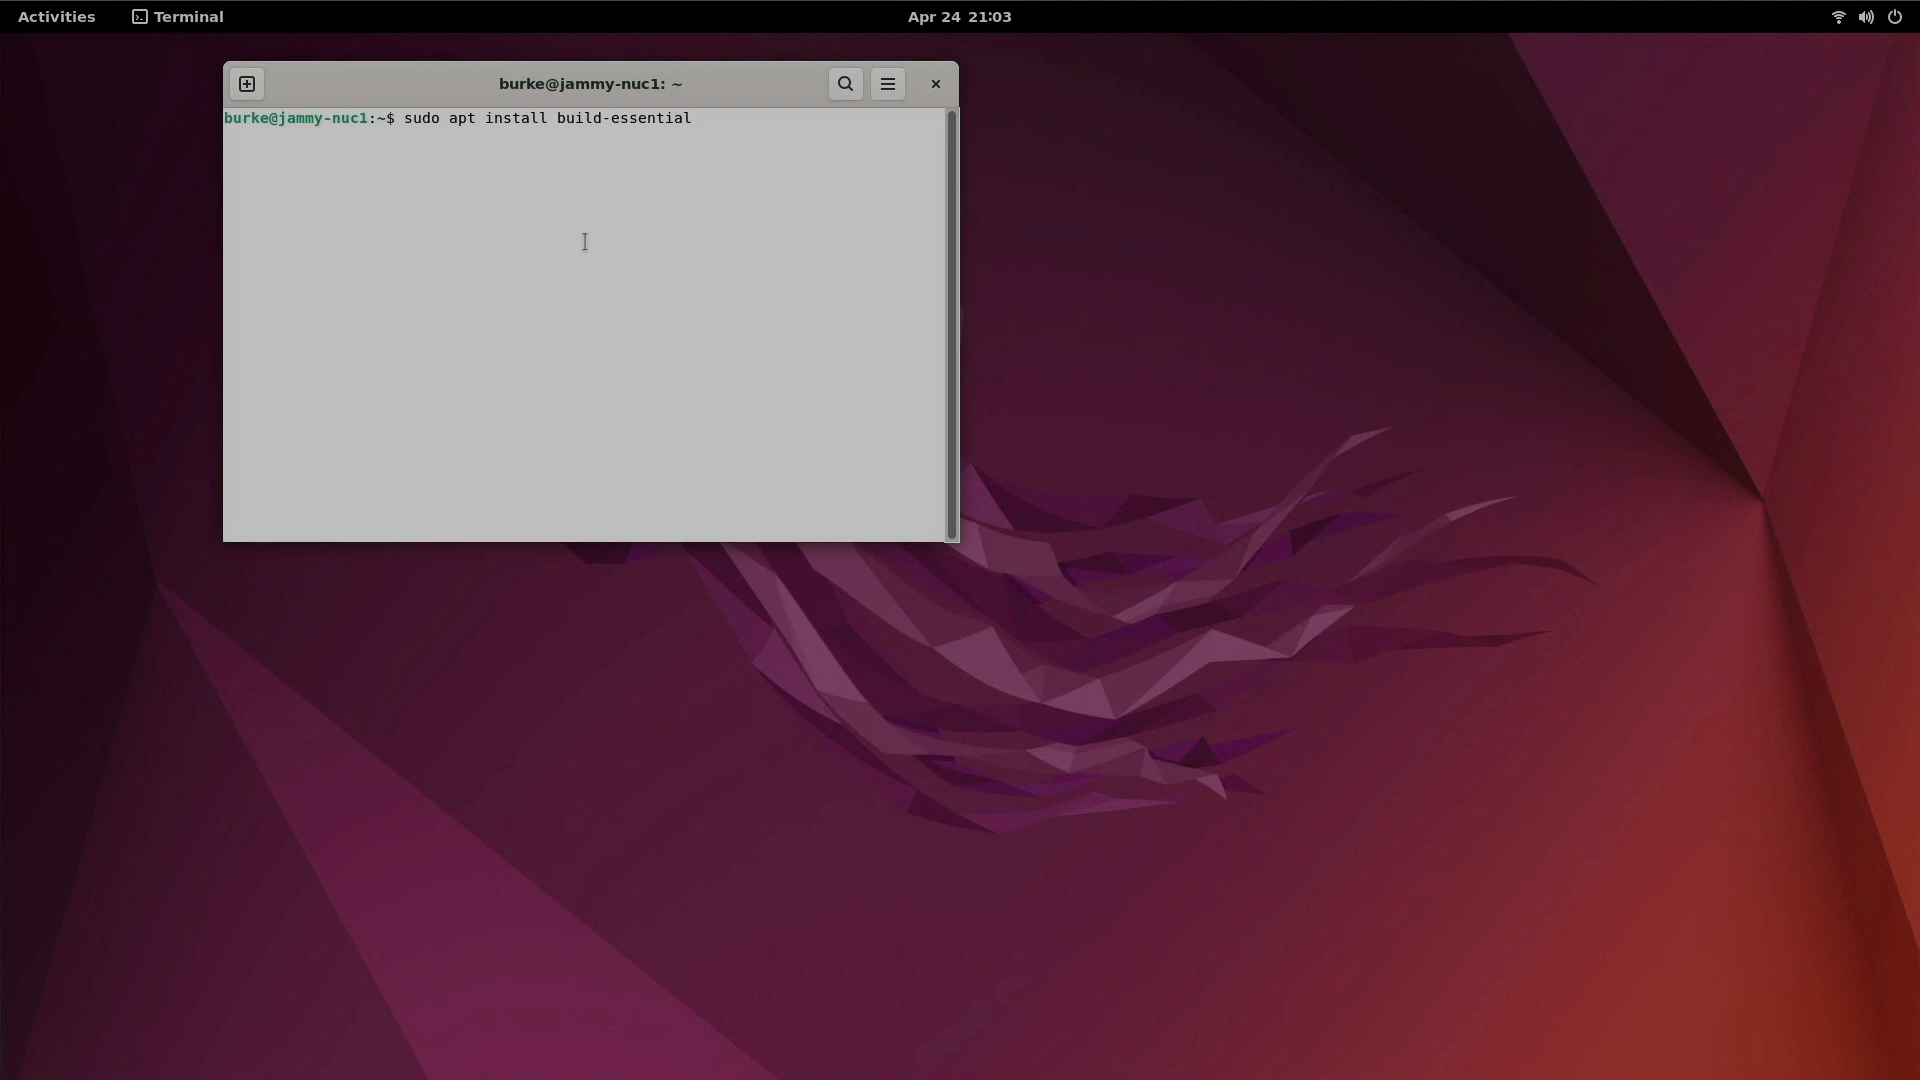 Activities
Terminal
Apr 24 21:03
burke@jammy-nuc1: ~
burke@jammy-nuc1:~$ sudo apt install build-essential